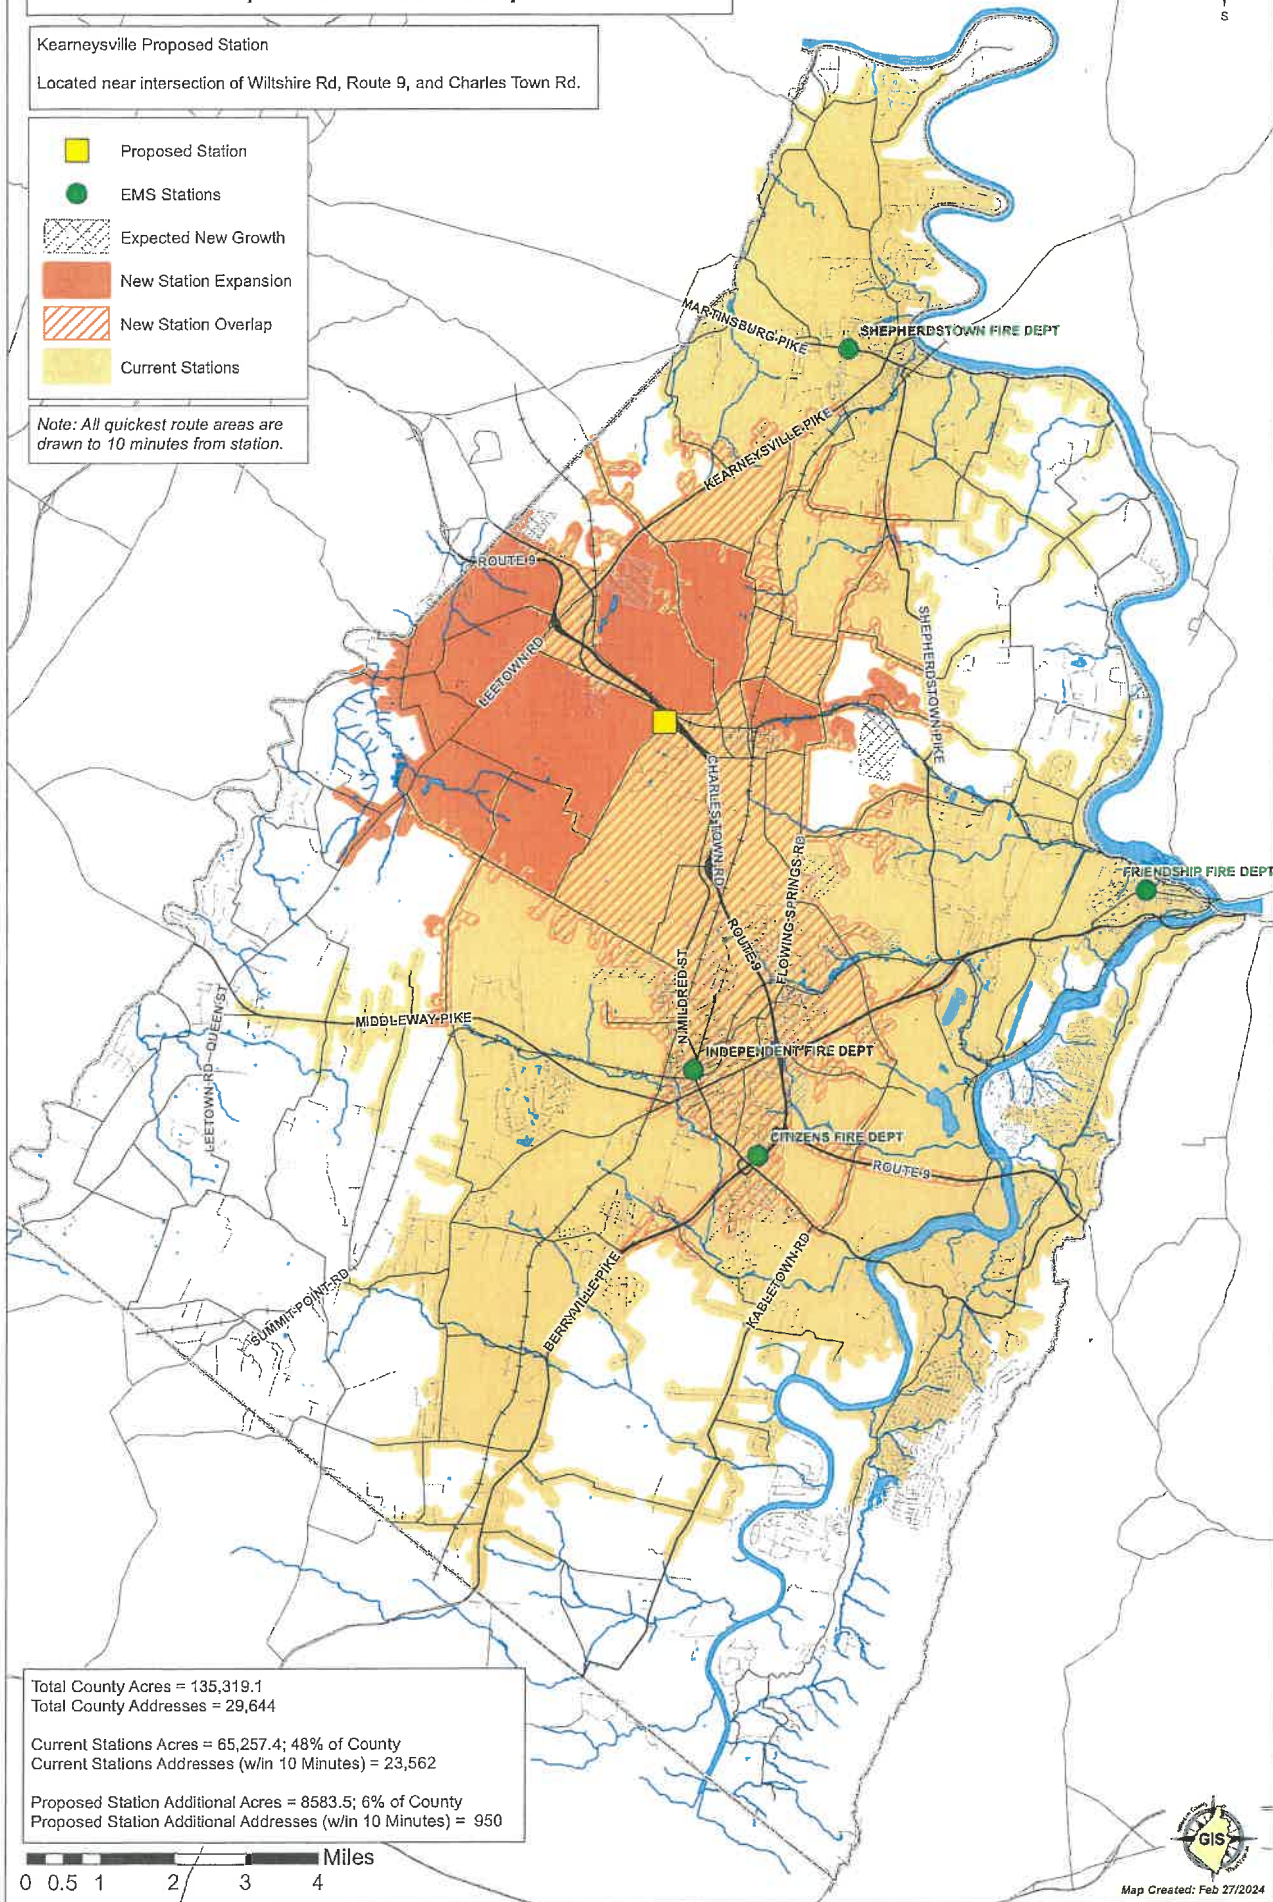 S
Kearneysville Proposed Station
Located near intersection of Wiltshire Rd, Route 9, and Charles Town Rd.
Proposed Station
EMS Stations
Expected New Growth
New Station Expansion
New Station Overlap
Current Stations
Note: All quickest route areas are
drawn to 10 minutes from station.
MARTINSBURG PIKE
SHEPHERDSTOWN FIRE DEPT
KEARNEYSVILLE PIKE
ROUTE 9
LEETOWN RD
SHEPHERDSTOWN PIKE
CHARLES TOWN RD
FLOWING SPRINGS RD
FRIENDSHIP FIRE DEPT
ROUTE 9
N MILDRED ST
LEETOWN RD - QUEEN ST
MIDDLEWAY PIKE
INDEPENDENT FIRE DEPT
CITIZENS FIRE DEPT
ROUTE 9
SUMMIT POINT RD
BERRYVILLE PIKE
KABLETOWN RD
Total County Acres = 135,319.1
Total County Addresses = 29,644
Current Stations Acres = 65,257.4; 48% of County
Current Stations Addresses (w/in 10 Minutes) = 23,562
Proposed Station Additional Acres = 8583.5; 6% of County
Proposed Station Additional Addresses (w/in 10 Minutes) = 950
Miles
0 0.5 1 2 3 4
GIS
Map Created: Feb 27/2024